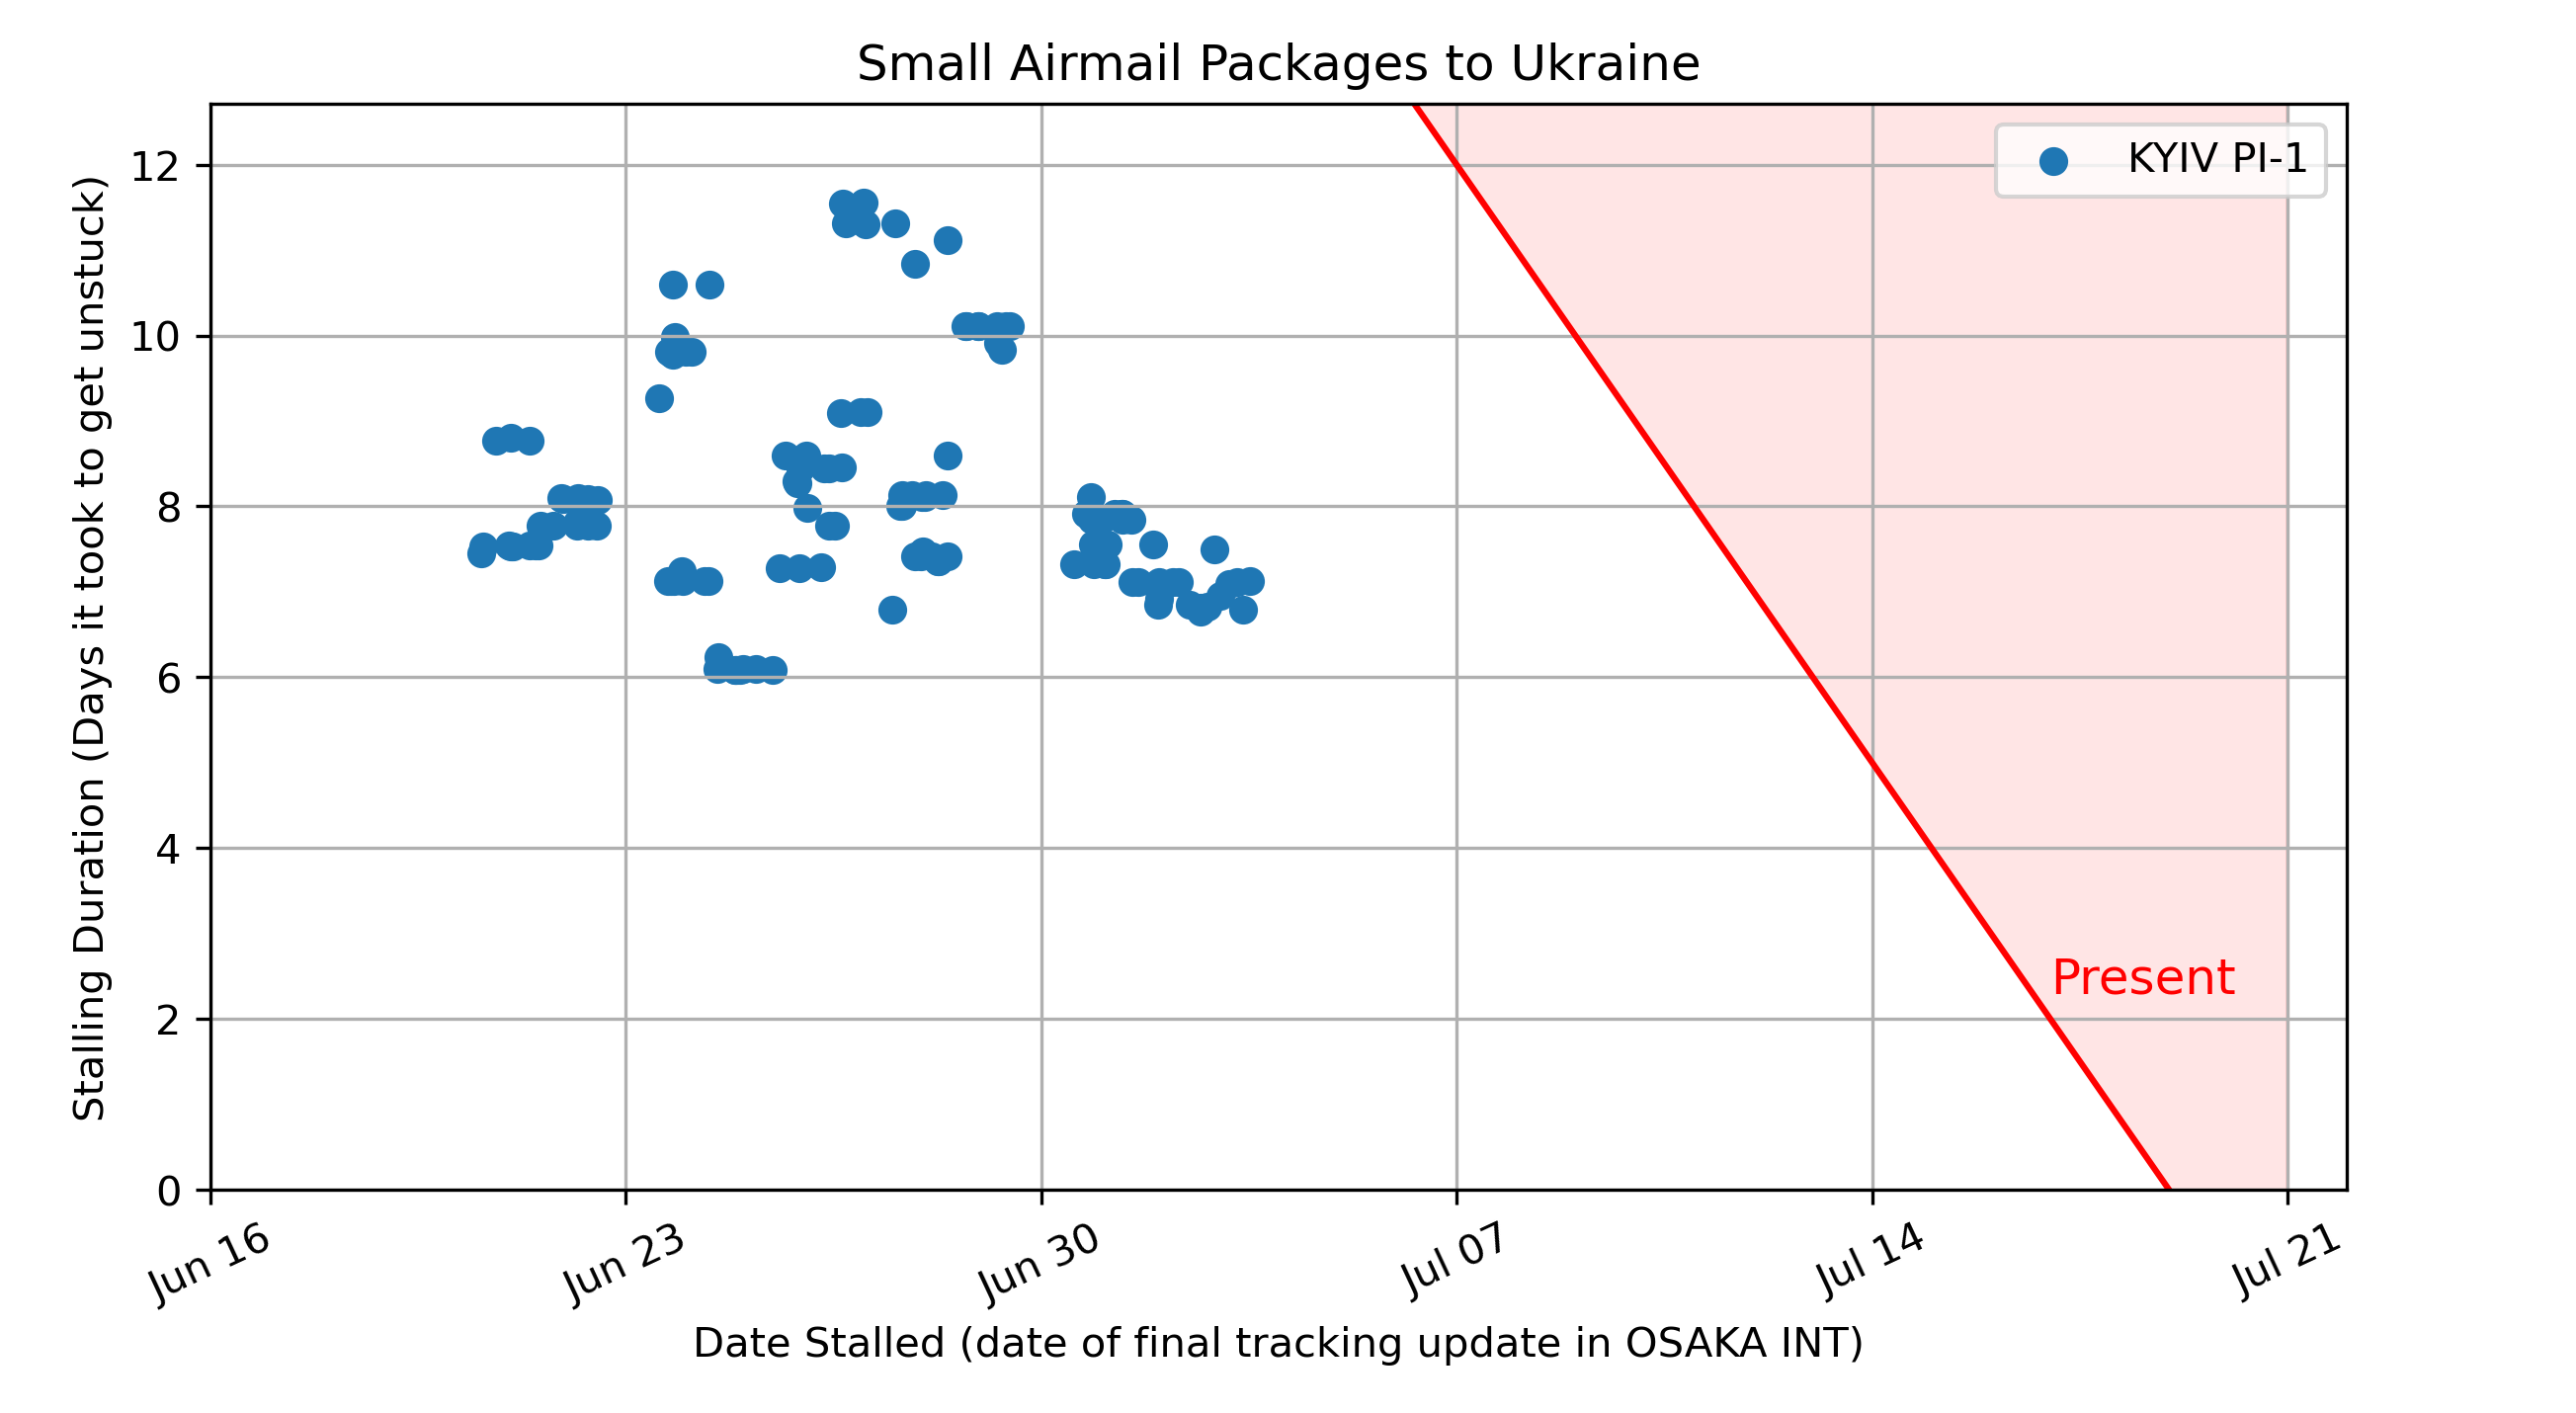 Small Airmail Packages to Ukraine
KYIV PI-1
Stalling Duration (Days it took to get unstuck)
12
10
8
6
4
2
0
Present
Jun 16
Jun 23
Jun 30
Jul 07
Jul 14
Jul 21
Date Stalled (date of final tracking update in OSAKA INT)